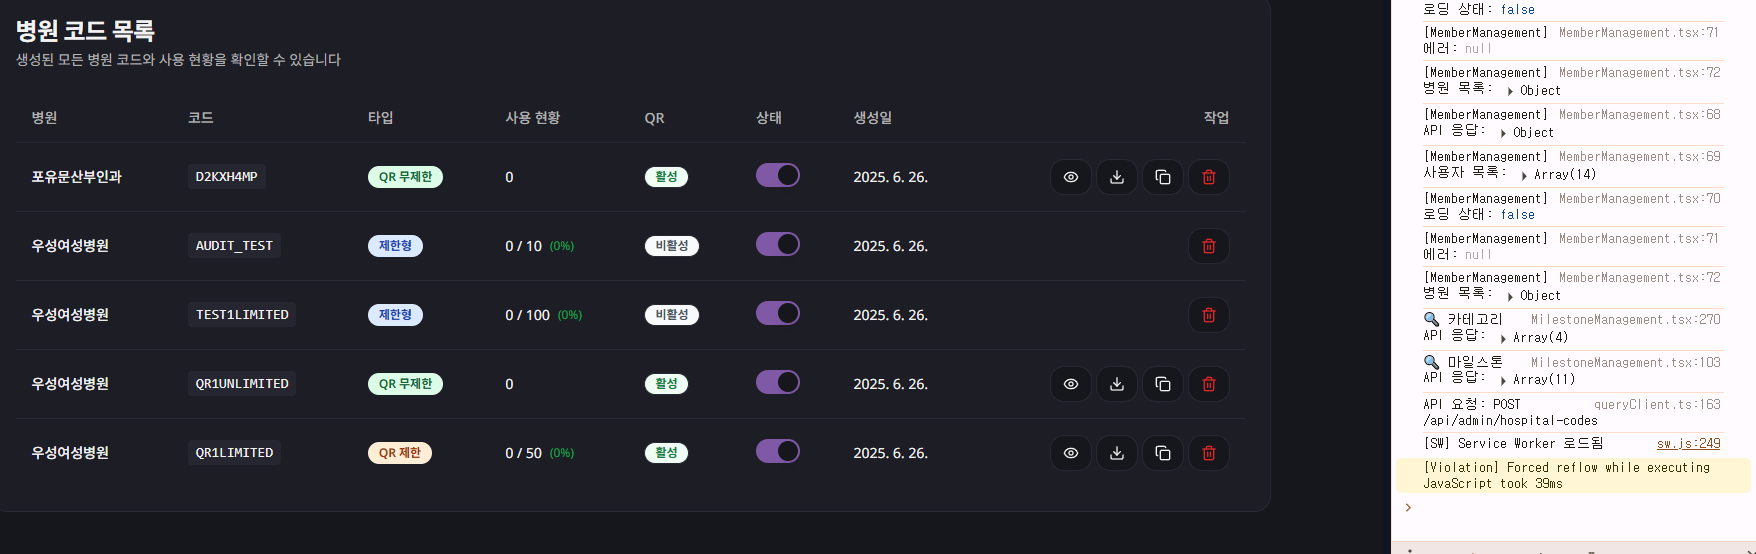 병원 코드 목록
생성된 모든 병원 코드와 사용 현황을 확인할 수 있습니다
병원 코드 타입 사용 현황 QR 상태 생성일 작업
포유문산부인과 D2KXH4MP QR 무제한 0 활성 2025. 6. 26.
우성여성병원 AUDIT_TEST 제한형 0 / 10 (0%) 비활성 2025. 6. 26.
우성여성병원 TEST1LIMITED 제한형 0 / 100 (0%) 비활성 2025. 6. 26.
우성여성병원 QR1UNLIMITED QR 무제한 0 활성 2025. 6. 26.
우성여성병원 QR1LIMITED QR 제한 0 / 50 (0%) 활성 2025. 6. 26.
로딩 상태: false
[MemberManagement] MemberManagement.tsx:71
에러: null
[MemberManagement] MemberManagement.tsx:72
병원 목록: Object
[MemberManagement] MemberManagement.tsx:68
API 응답: Object
[MemberManagement] MemberManagement.tsx:69
사용자 목록: Array(14)
[MemberManagement] MemberManagement.tsx:70
로딩 상태: false
[MemberManagement] MemberManagement.tsx:71
에러: null
[MemberManagement] MemberManagement.tsx:72
병원 목록: Object
🔍 카테고리 MilestoneManagement.tsx:270
API 응답: Array(4)
🔍 마일스톤 MilestoneManagement.tsx:103
API 응답: Array(11)
API 요청: POST queryClient.ts:163
/api/admin/hospital-codes
[SW] Service Worker 로드됨 sw.js:249
[Violation] Forced reflow while executing
JavaScript took 39ms